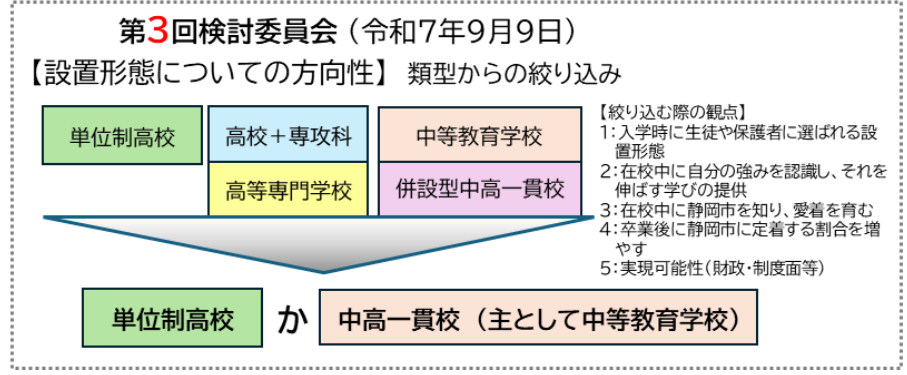 第3回検討委員会（令和7年9月9日）
【設置形態についての方向性】 類型からの絞り込み
単位制高校
高校＋専攻科
中等教育学校
高等専門学校
併設型中高一貫校
【絞り込む際の観点】
1：入学時に生徒や保護者に選ばれる設
置形態
2：在校中に自分の強みを認識し、それを
伸ばす学びの提供
3：在校中に静岡市を知り、愛着を育む
4：卒業後に静岡市に定着する割合を増
やす
5：実現可能性（財政・制度面等）
単位制高校 か 中高一貫校（主として中等教育学校）